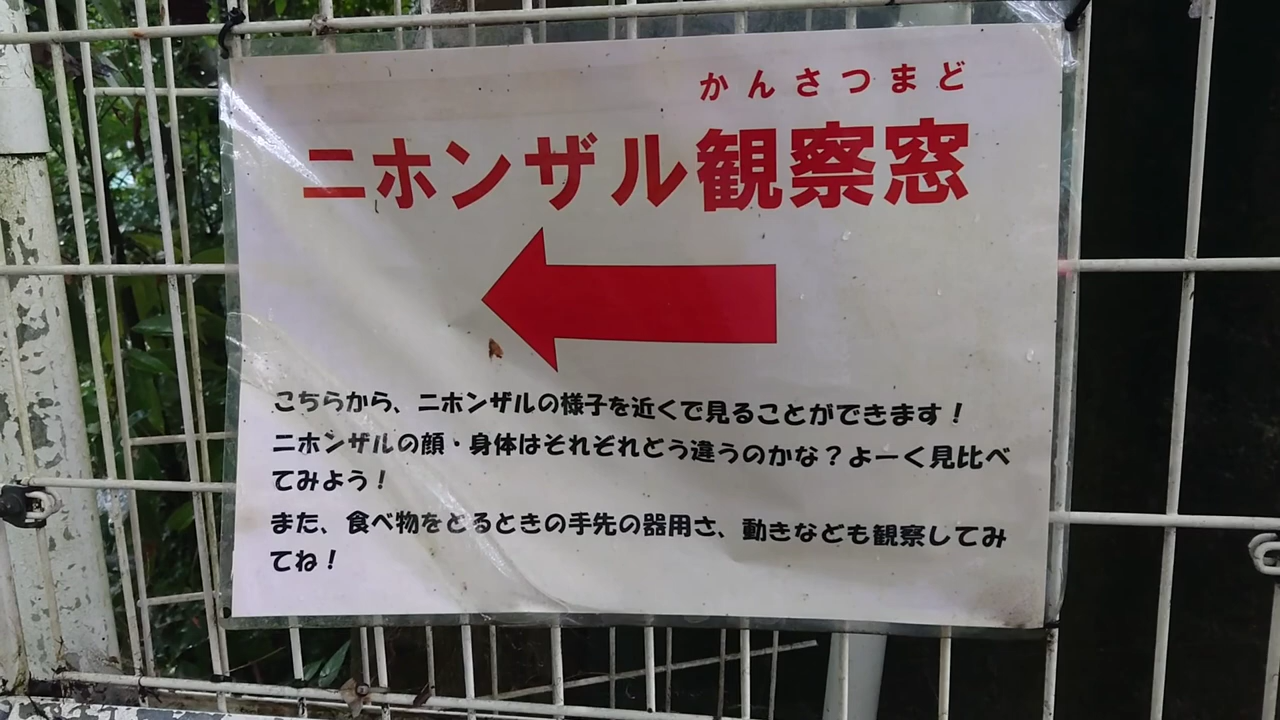 かんさつまど
ニホンザル観察窓
こちらから、ニホンザルの様子を近くで見ることができます！
ニホンザルの顔・身体はそれぞれどう違うのかな？よーく見比べ
てみよう！
また、食べ物をとるときの手先の器用さ、動きなども観察してみ
てね！